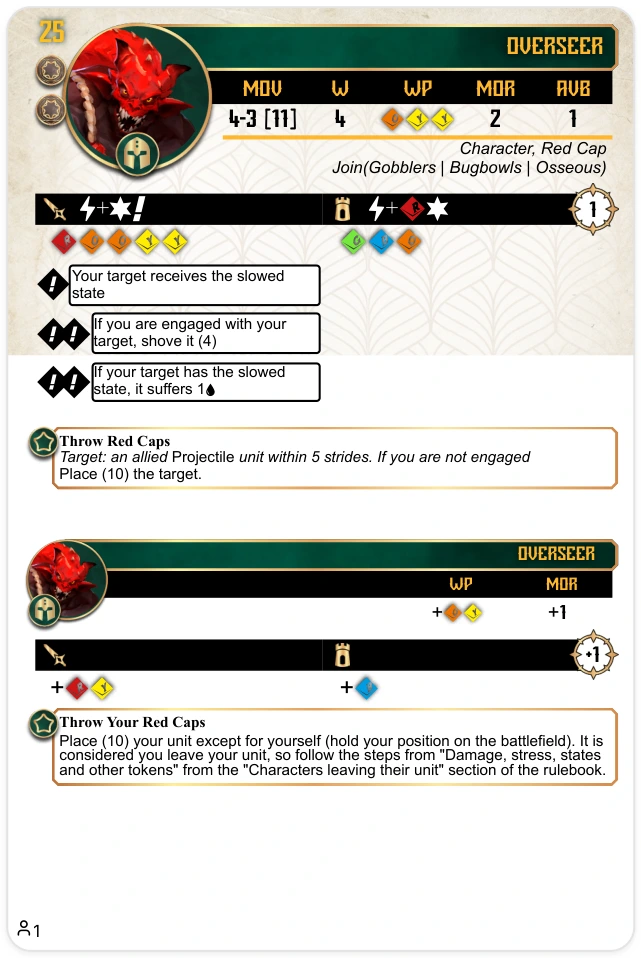 25
OVERSEER
MOV W WP MOR AVB
4-3 [11] 4 2 1
Character, Red Cap
Join(Gobblers | Bugbowls | Osseous)
+ ! + R 1
Your target receives the slowed
state
If you are engaged with your
target, shove it (4)
If your target has the slowed
state, it suffers 1
Throw Red Caps
Target: an allied Projectile unit within 5 strides. If you are not engaged
Place (10) the target.
OVERSEER
WP MOR
+ +1
+1
+ +
Throw Your Red Caps
Place (10) your unit except for yourself (hold your position on the battlefield). It is
considered you leave your unit, so follow the steps from "Damage, stress, states
and other tokens" from the "Characters leaving their unit" section of the rulebook.
1